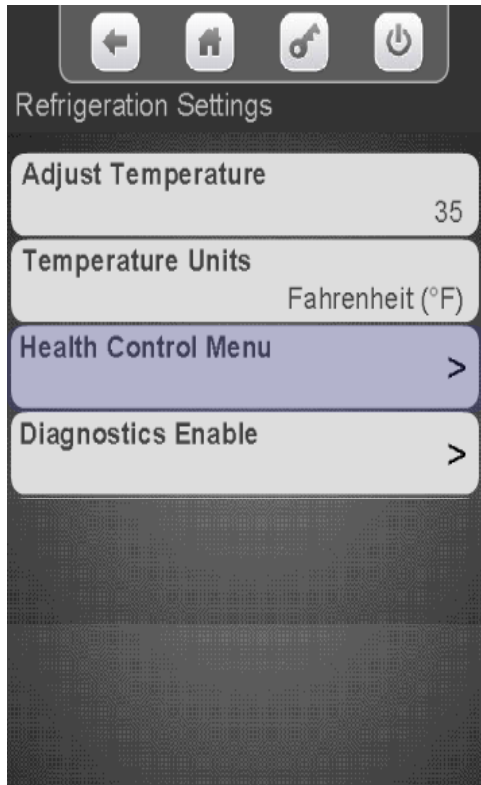 Refrigeration Settings
Adjust Temperature
35
Temperature Units
Fahrenheit (°F)
Health Control Menu
>
Diagnostics Enable
>